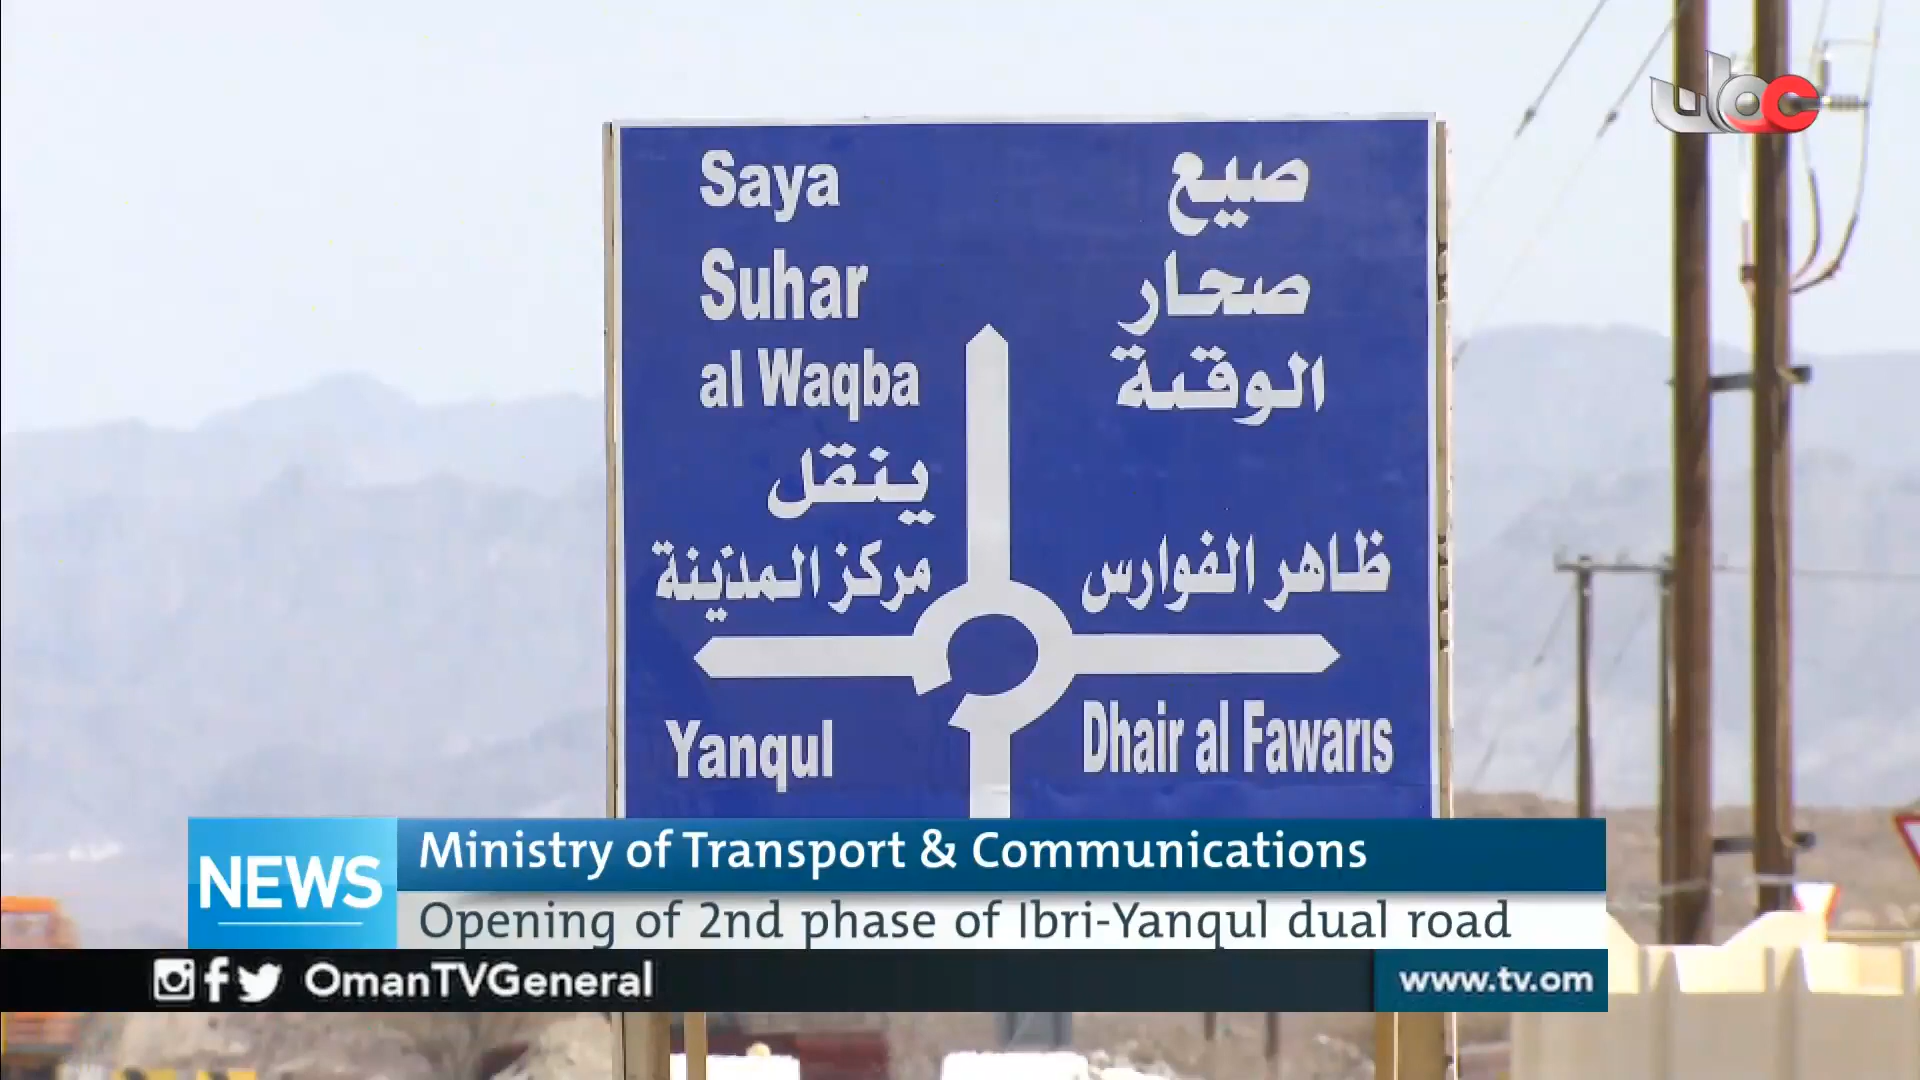 عمان
Saya
صيع
Suhar
صحار
al Waqba
الوقبة
ينقل
مركز المدينة
ظاهر الفوارس
Yanqul
Dhair al Fawaris
NEWS
Ministry of Transport & Communications
Opening of 2nd phase of Ibri-Yanqul dual road
OmanTVGeneral
www.tv.om